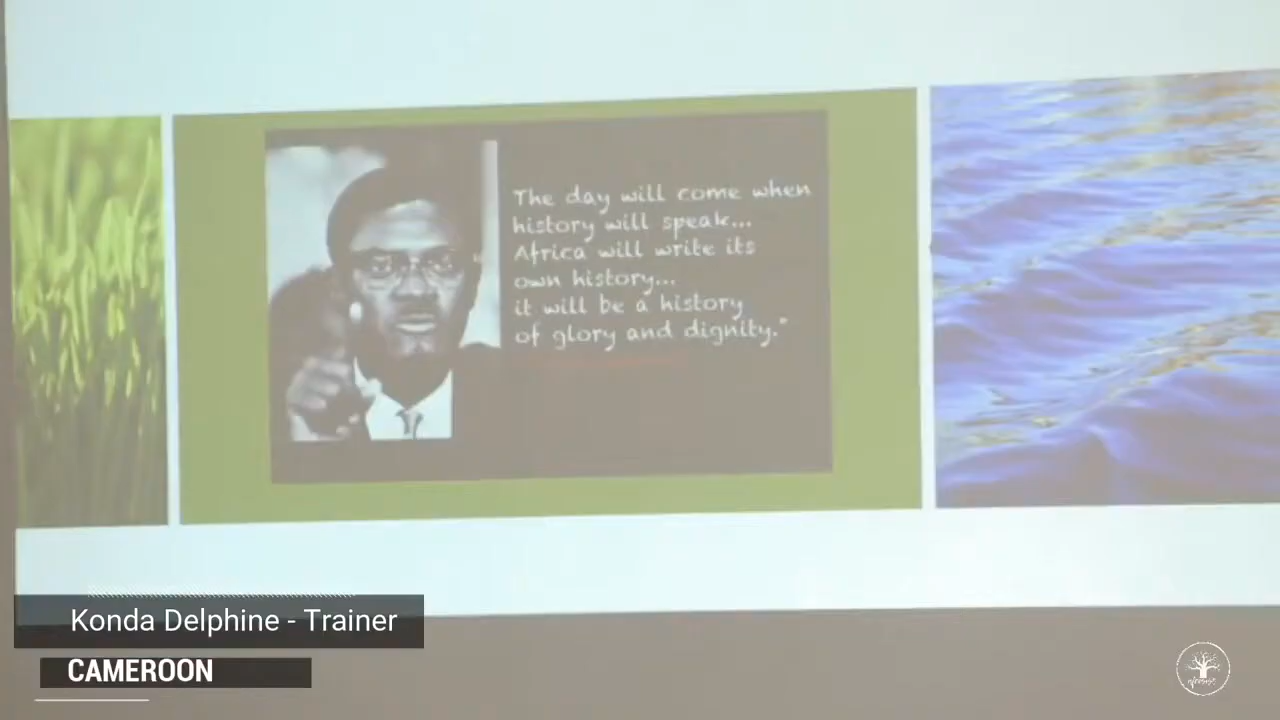 The day will come when
history will speak...
Africa will write its
own history...
it will be a history
of glory and dignity."
Konda Delphine - Trainer
CAMEROON